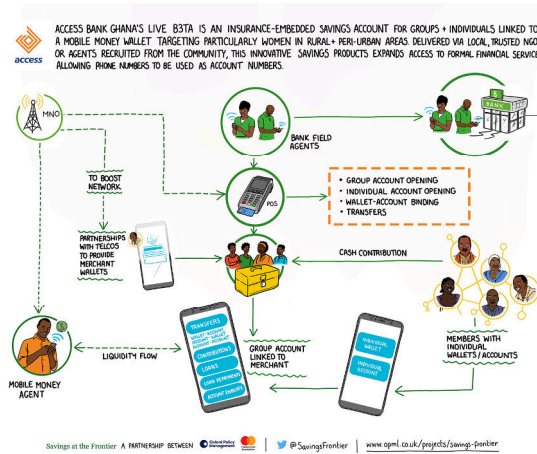 ACCESS BANK GHANA'S LIVE B3TA IS AN INSURANCE-EMBEDDED SAVINGS ACCOUNT FOR GROUPS + INDIVIDUALS LINKED TO
A MOBILE MONEY WALLET TARGETING PARTICULARLY WOMEN IN RURAL + PERI-URBAN AREAS. DELIVERED VIA LOCAL, TRUSTED NGO
OR AGENTS RECRUITED FROM THE COMMUNITY, THIS INNOVATIVE SAVINGS PRODUCTS EXPANDS ACCESS TO FORMAL FINANCIAL SERVICE
ALLOWING PHONE NUMBERS TO BE USED AS ACCOUNT NUMBERS.
access
MNO
BANK FIELD
AGENTS
BANK
TO BOOST
NETWORK
POS
• GROUP ACCOUNT OPENING
• INDIVIDUAL ACCOUNT OPENING
• WALLET-ACCOUNT BINDING
• TRANSFERS
PARTNERSHIPS
WITH TELCOS
TO PROVIDE
MERCHANT
WALLETS
CASH CONTRIBUTION
TRANSFERS
CONTRIBUTIONS
LOANS
LOAN REPAYMENT
ACCOUNT ENQUIRY
GROUP ACCOUNT
LINKED TO
MERCHANT
INDIVIDUAL
WALLET
INDIVIDUAL
ACCOUNT
MEMBERS WITH
INDIVIDUAL
WALLETS/ACCOUNTS
LIQUIDITY FLOW
MOBILE MONEY
AGENT
Savings at the Frontier A PARTNERSHIP BETWEEN Oxford Policy Management
@SavingsFrontier
www.opml.co.uk/projects/savings-frontier